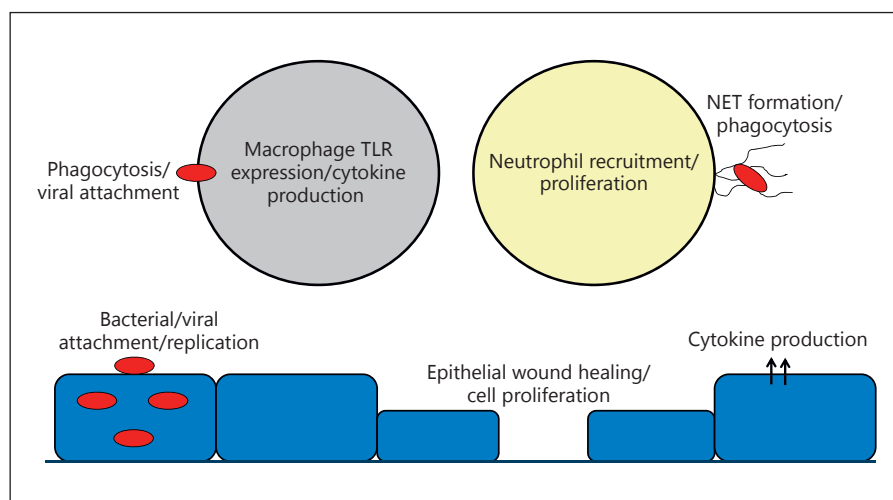 NET formation/
phagocytosis
Macrophage TLR
expression/cytokine
production
Neutrophil recruitment/
proliferation
Phagocytosis/
viral attachment
Bacterial/viral
attachment/replication
Cytokine production
Epithelial wound healing/
cell proliferation